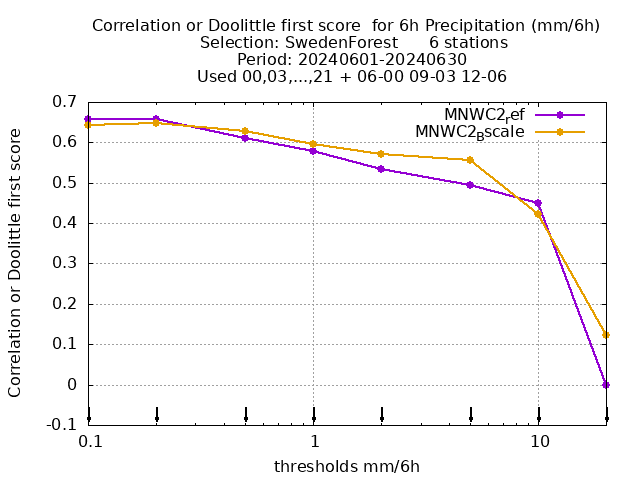 Correlation or Doolittle first score  for 6h Precipitation (mm/6h)
Selection: SwedenForest      6 stations
Period: 20240601-20240630
Used 00,03,...,21 + 06-00 09-03 12-06
MNWC2ref
MNWC2Bscale
Correlation or Doolittle first score
0.7
0.6
0.5
0.4
0.3
0.2
0.1
0
-0.1
0.1
1
10
thresholds mm/6h